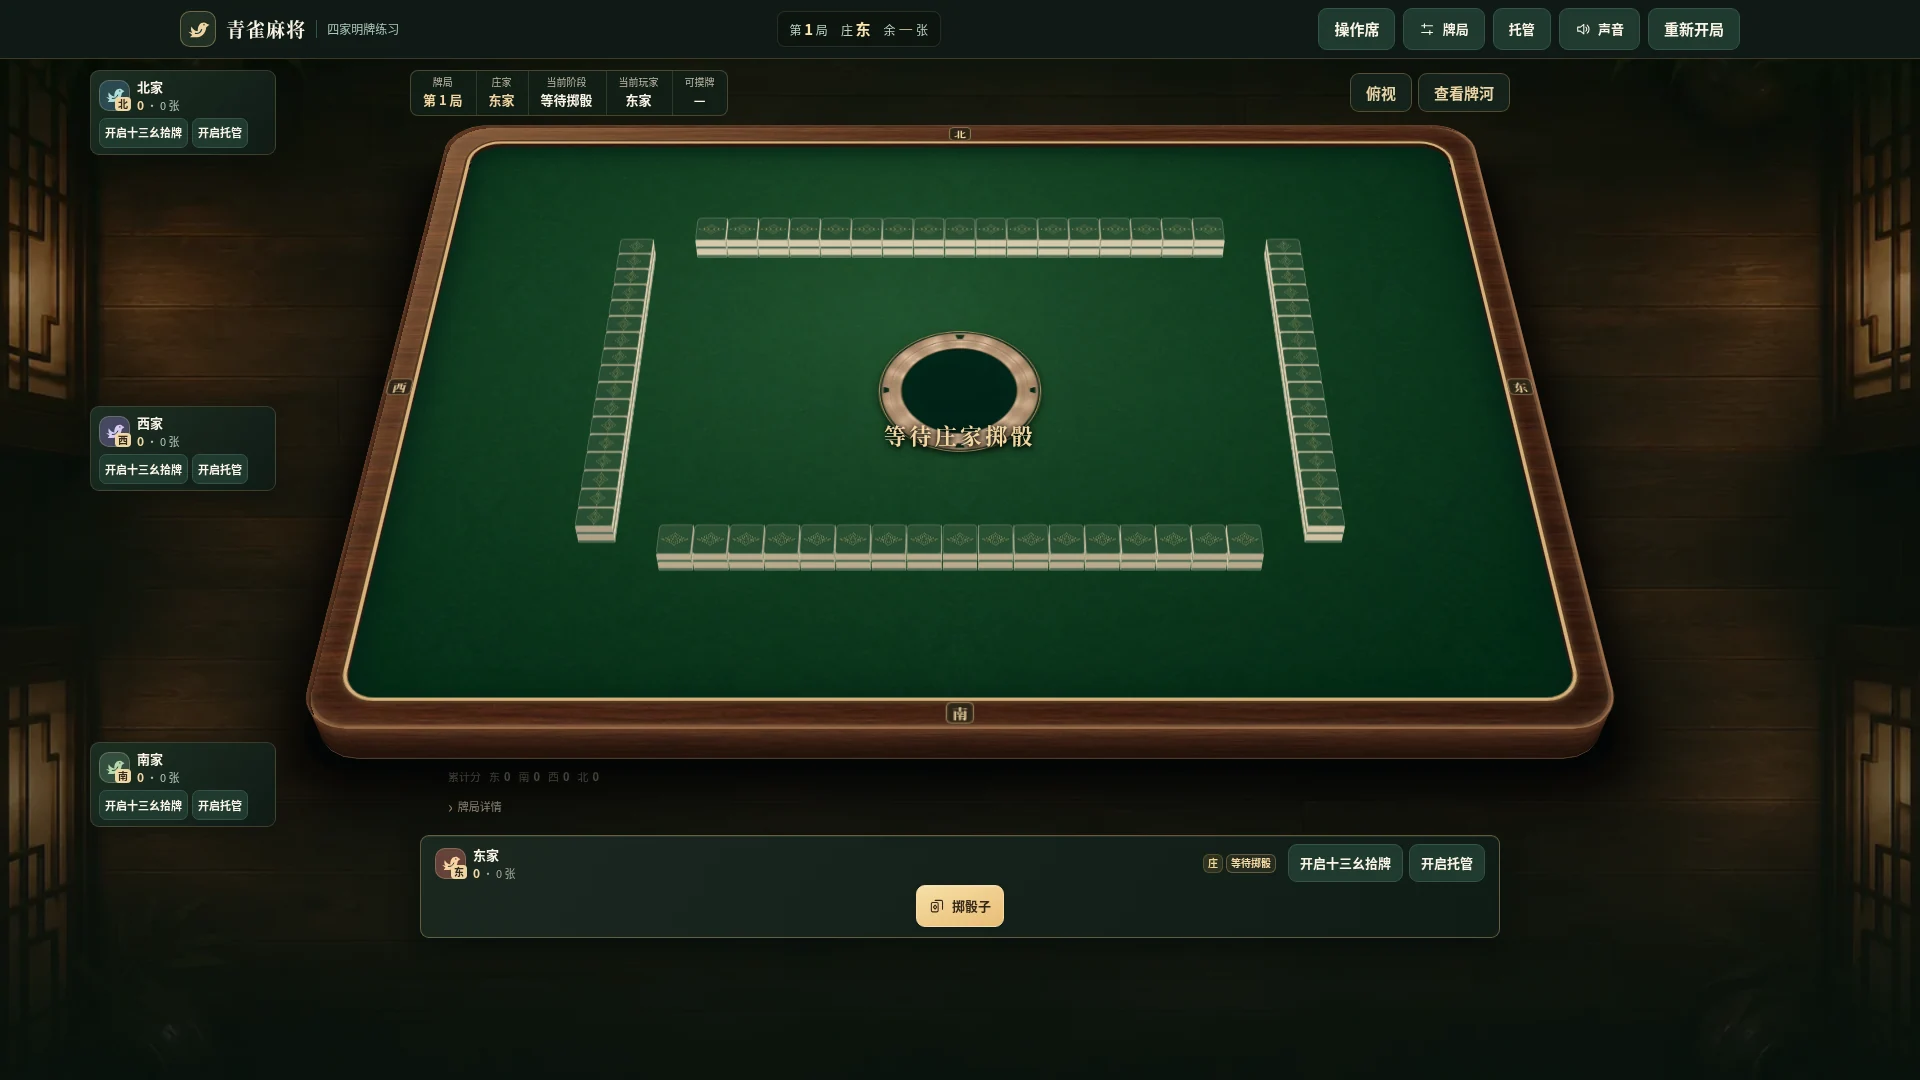 青雀麻将 四家明牌练习
第1局 庄东 余一张
操作席 牌局 托管 声音 重新开局
北家
北
0 · 0 张
开启十三幺拾牌 开启托管
牌局 庄家 当前阶段 当前玩家 可摸牌
第 1 局 东家 等待掷骰 东家 —
俯视 查看牌河
北
西
东
等待庄家掷骰
西家
西
0 · 0 张
开启十三幺拾牌 开启托管
南
南家
南
0 · 0 张
开启十三幺拾牌 开启托管
累计分 东 0 南 0 西 0 北 0
› 牌局详情
东家
东
0 · 0 张
庄 等待掷骰 开启十三幺拾牌 开启托管
掷骰子